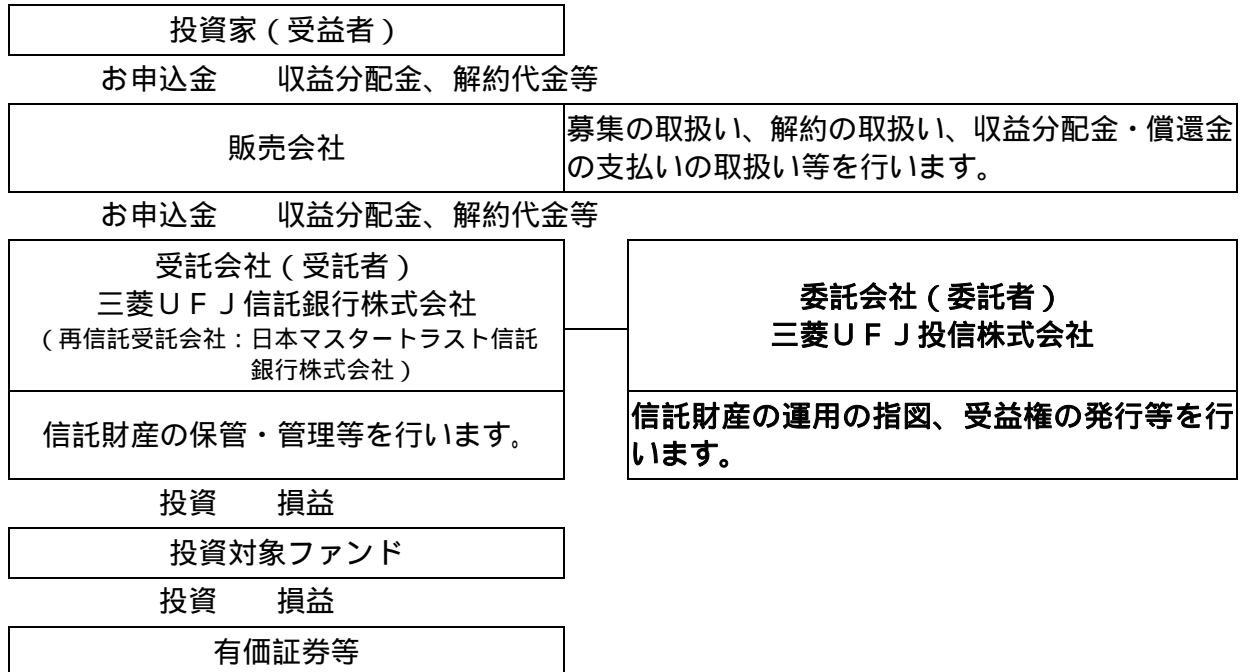 投資家（受益者）
お申込金　　収益分配金、解約代金等
販売会社
募集の取扱い、解約の取扱い、収益分配金・償還金
の支払いの取扱い等を行います。
お申込金　　収益分配金、解約代金等
受託会社（受託者）
三菱ＵＦＪ信託銀行株式会社
（再信託受託会社：日本マスタートラスト信託
銀行株式会社）
委託会社（委託者）
三菱ＵＦＪ投信株式会社
信託財産の保管・管理等を行います。
信託財産の運用の指図、受益権の発行等を行
います。
投資　　損益
投資対象ファンド
投資　　損益
有価証券等